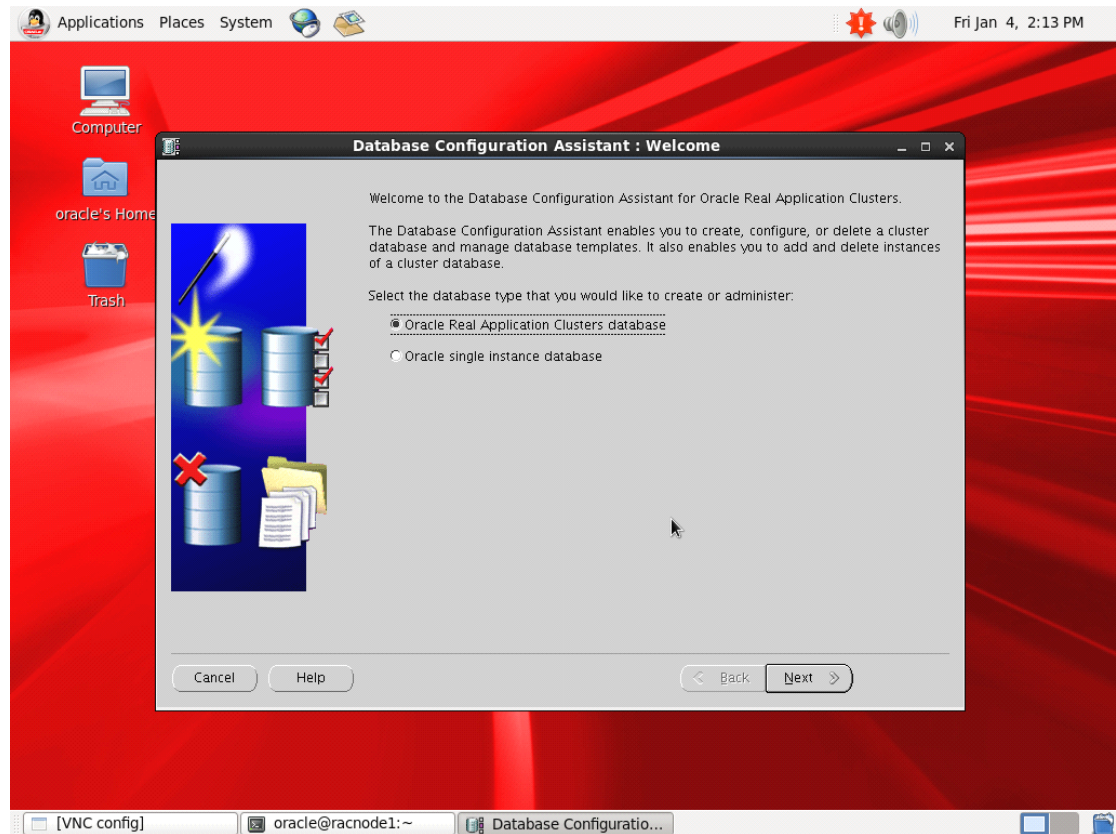 Applications Places System
Fri Jan 4, 2:13 PM
Computer
oracle's Home
Trash
Database Configuration Assistant : Welcome
Welcome to the Database Configuration Assistant for Oracle Real Application Clusters.
The Database Configuration Assistant enables you to create, configure, or delete a cluster
database and manage database templates. It also enables you to add and delete instances
of a cluster database.
Select the database type that you would like to create or administer:
Oracle Real Application Clusters database
Oracle single instance database
Cancel Help Back Next
[VNC config] oracle@racnode1:~ Database Configuratio...